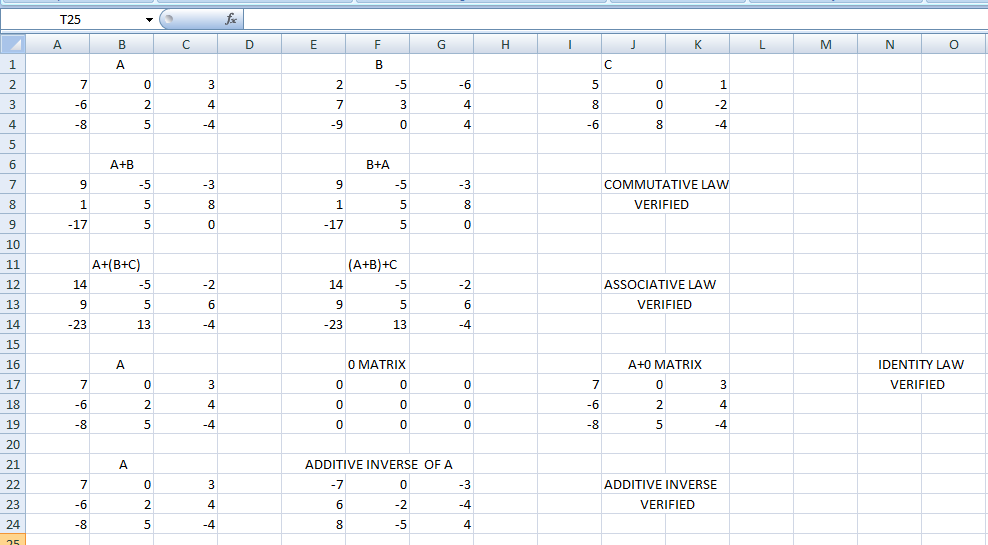 T25 fx
A B C D E F G H I J K L M N O
1 A B C
2 7 0 3 2 -5 -6 5 0 1
3 -6 2 4 7 3 4 8 0 -2
4 -8 5 -4 -9 0 4 -6 8 -4
5
6 A+B B+A
7 9 -5 -3 9 -5 -3 COMMUTATIVE LAW
8 1 5 8 1 5 8 VERIFIED
9 -17 5 0 -17 5 0
10
11 A+(B+C) (A+B)+C
12 14 -5 -2 14 -5 -2 ASSOCIATIVE LAW
13 9 5 6 9 5 6 VERIFIED
14 -23 13 -4 -23 13 -4
15
16 A 0 MATRIX A+0 MATRIX IDENTITY LAW
17 7 0 3 0 0 0 7 0 3 VERIFIED
18 -6 2 4 0 0 0 -6 2 4
19 -8 5 -4 0 0 0 -8 5 -4
20
21 A ADDITIVE INVERSE OF A
22 7 0 3 -7 0 -3 ADDITIVE INVERSE
23 -6 2 4 6 -2 -4 VERIFIED
24 -8 5 -4 8 -5 4
25